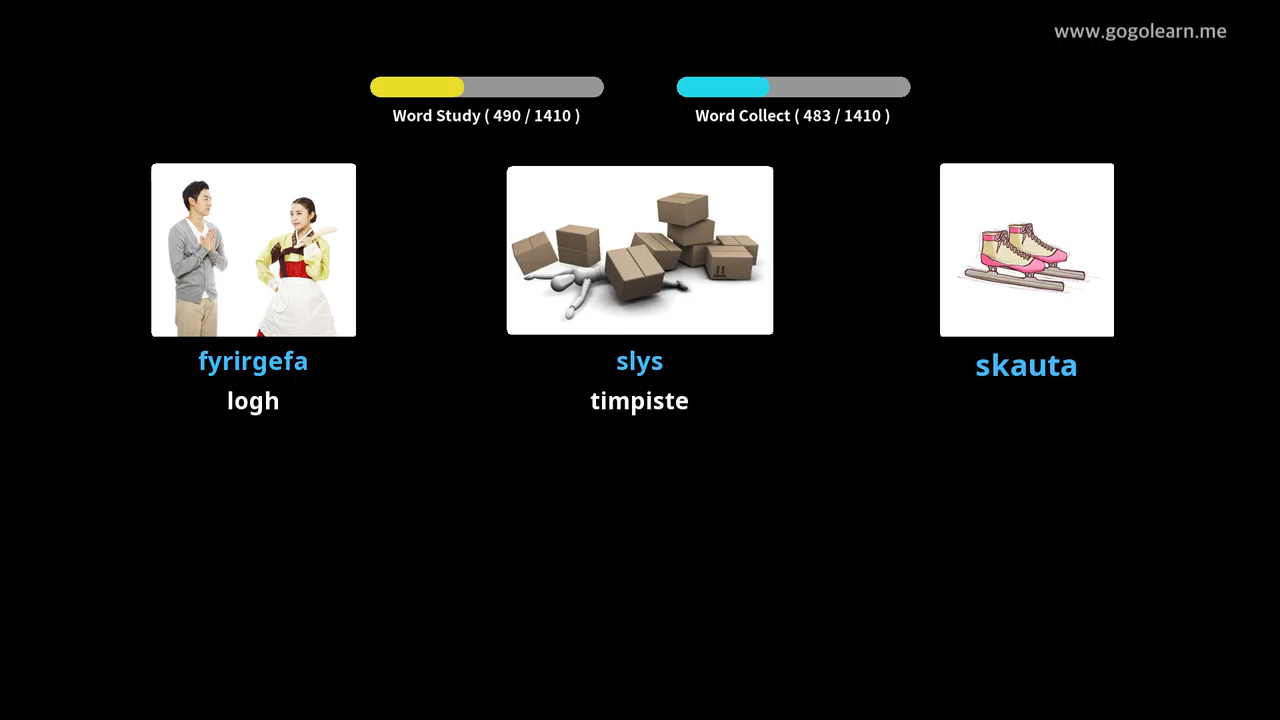 www.gogolearn.me
Word Study ( 490 / 1410 )
Word Collect ( 483 / 1410 )
fyrirgefa
logh
slys
timpiste
skauta